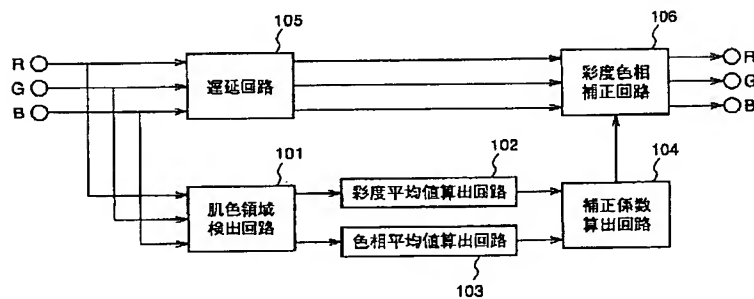 105
106
R
G
B
遅延回路
彩度色相
補正回路
R
G
B
101
102
104
肌色領域
検出回路
彩度平均値算出回路
補正係数
算出回路
色相平均値算出回路
103